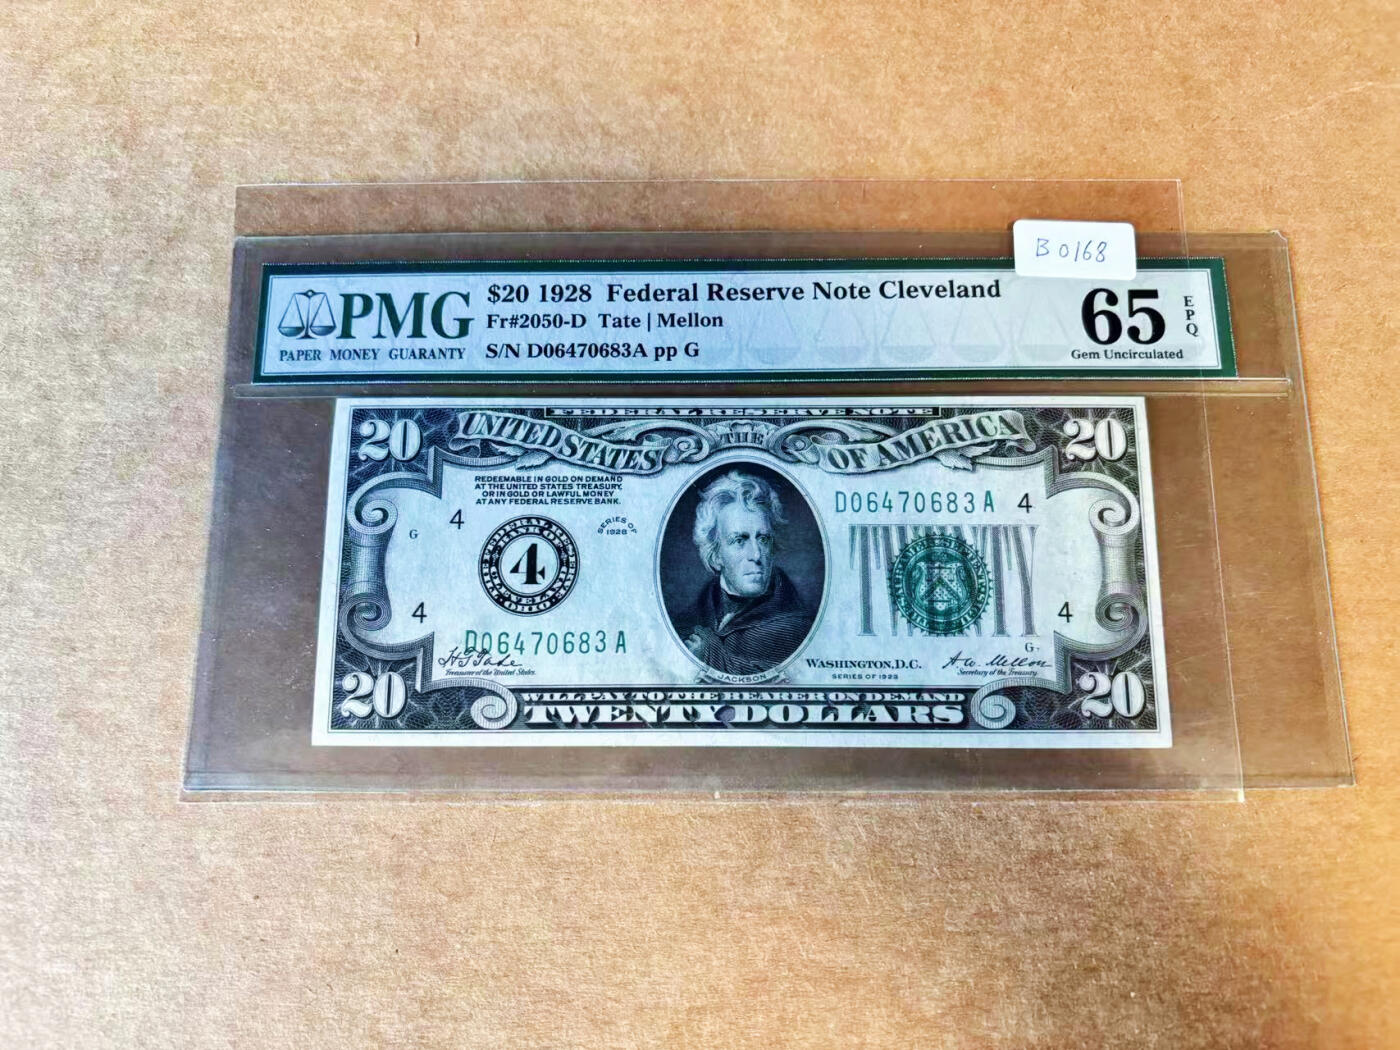 B 0168
PMG
PAPER MONEY GUARANTY
$20 1928 Federal Reserve Note Cleveland
Fr#2050-D Tate | Mellon
S/N D06470683A pp G
65
EPQ
Gem Uncirculated
FEDERAL RESERVE NOTE
20
UNITED STATES
THE
OF AMERICA
20
REDEEMABLE IN GOLD ON DEMAND
AT THE UNITED STATES TREASURY,
OR IN GOLD OR LAWFUL MONEY
AT ANY FEDERAL RESERVE BANK.
D06470683A
4
G
4
SERIES OF
1928
4
4
4
D06470683A
H T Tate
Treasurer of the United States.
JACKSON
WASHINGTON, D.C.
SERIES OF 1928
G
A. W. Mellon
Secretary of the Treasury.
20
WILL PAY TO THE BEARER ON DEMAND
TWENTY DOLLARS
20